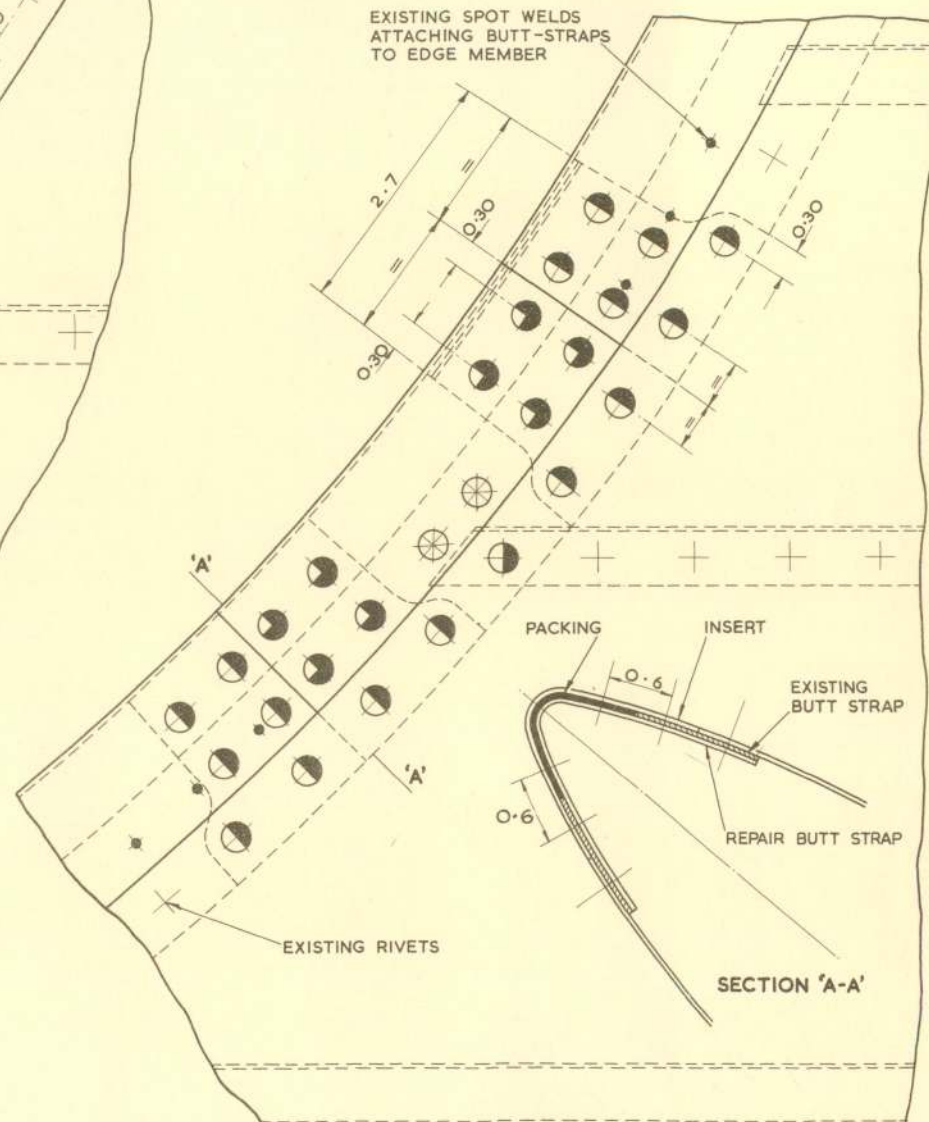 EXISTING SPOT WELDS
ATTACHING BUTT-STRAPS
TO EDGE MEMBER
2·7
=
0·30
0·30
=
0·30
=
=
'A'
PACKING
INSERT
0·6
EXISTING
BUTT STRAP
'A'
0·6
REPAIR BUTT STRAP
EXISTING RIVETS
SECTION 'A-A'